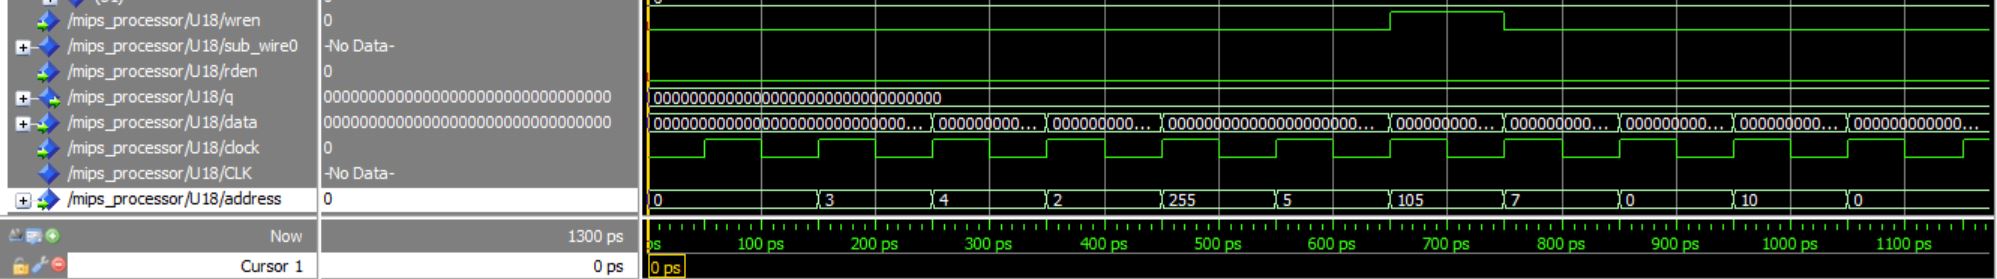 /mips_processor/U18/wren 0
/mips_processor/U18/sub_wire0 -No Data-
/mips_processor/U18/rden 0
/mips_processor/U18/q 00000000000000000000000000000000 00000000000000000000000000000000
/mips_processor/U18/data 00000000000000000000000000000000 000000000000000000000000000000... 000000000... 000000000... 000000000000000000000... 000000000... 000000000... 000000000... 000000000... 000000000000...
/mips_processor/U18/clock 0
/mips_processor/U18/CLK -No Data-
/mips_processor/U18/address 0 0 3 4 2 255 5 105 7 0 10 0
Now 1300 ps 100 ps 200 ps 300 ps 400 ps 500 ps 600 ps 700 ps 800 ps 900 ps 1000 ps 1100 ps
Cursor 1 0 ps 0 ps